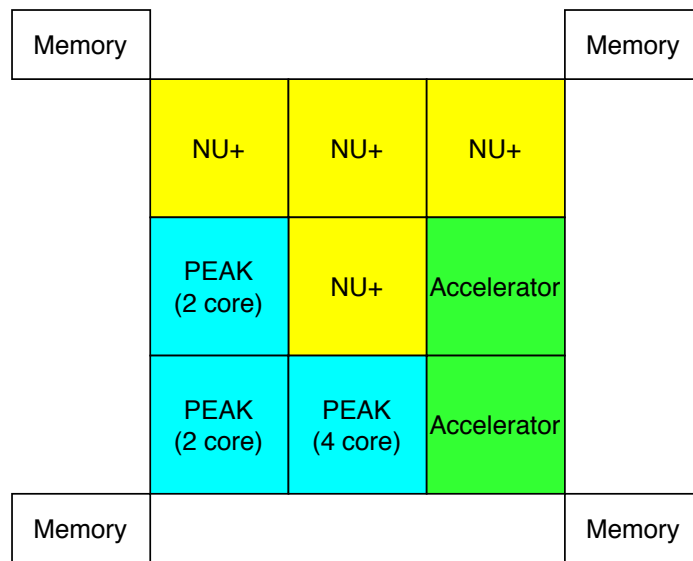 Memory
Memory
NU+
NU+
NU+
PEAK
(2 core)
NU+
Accelerator
PEAK
(2 core)
PEAK
(4 core)
Accelerator
Memory
Memory